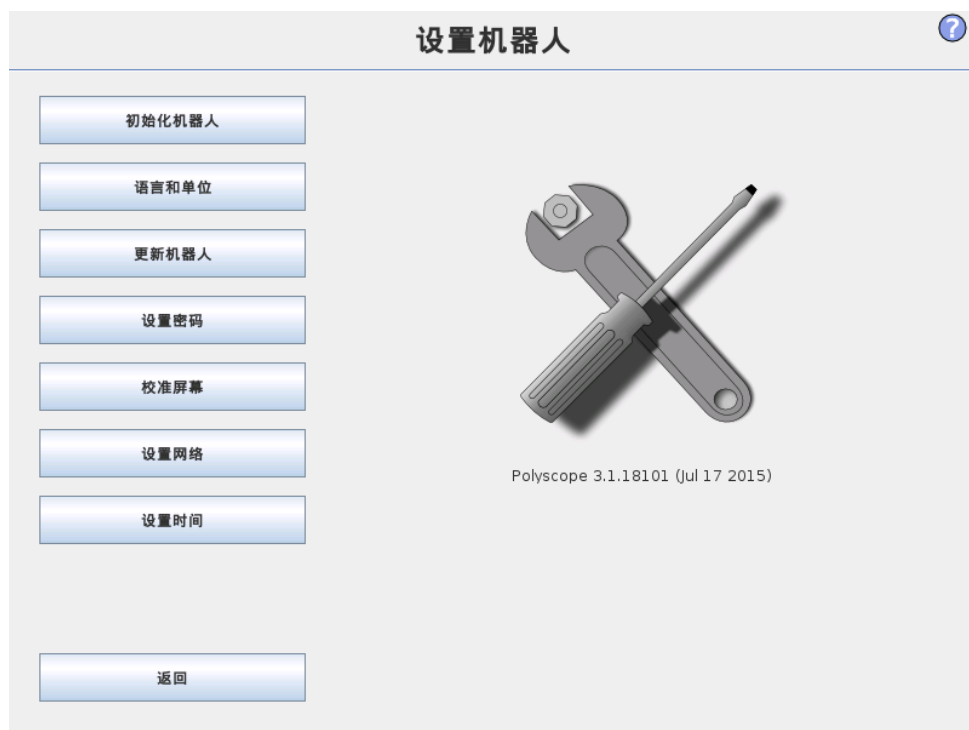 设置机器人
?
初始化机器人
语言和单位
更新机器人
设置密码
校准屏幕
设置网络
设置时间
Polyscope 3.1.18101 (Jul 17 2015)
返回